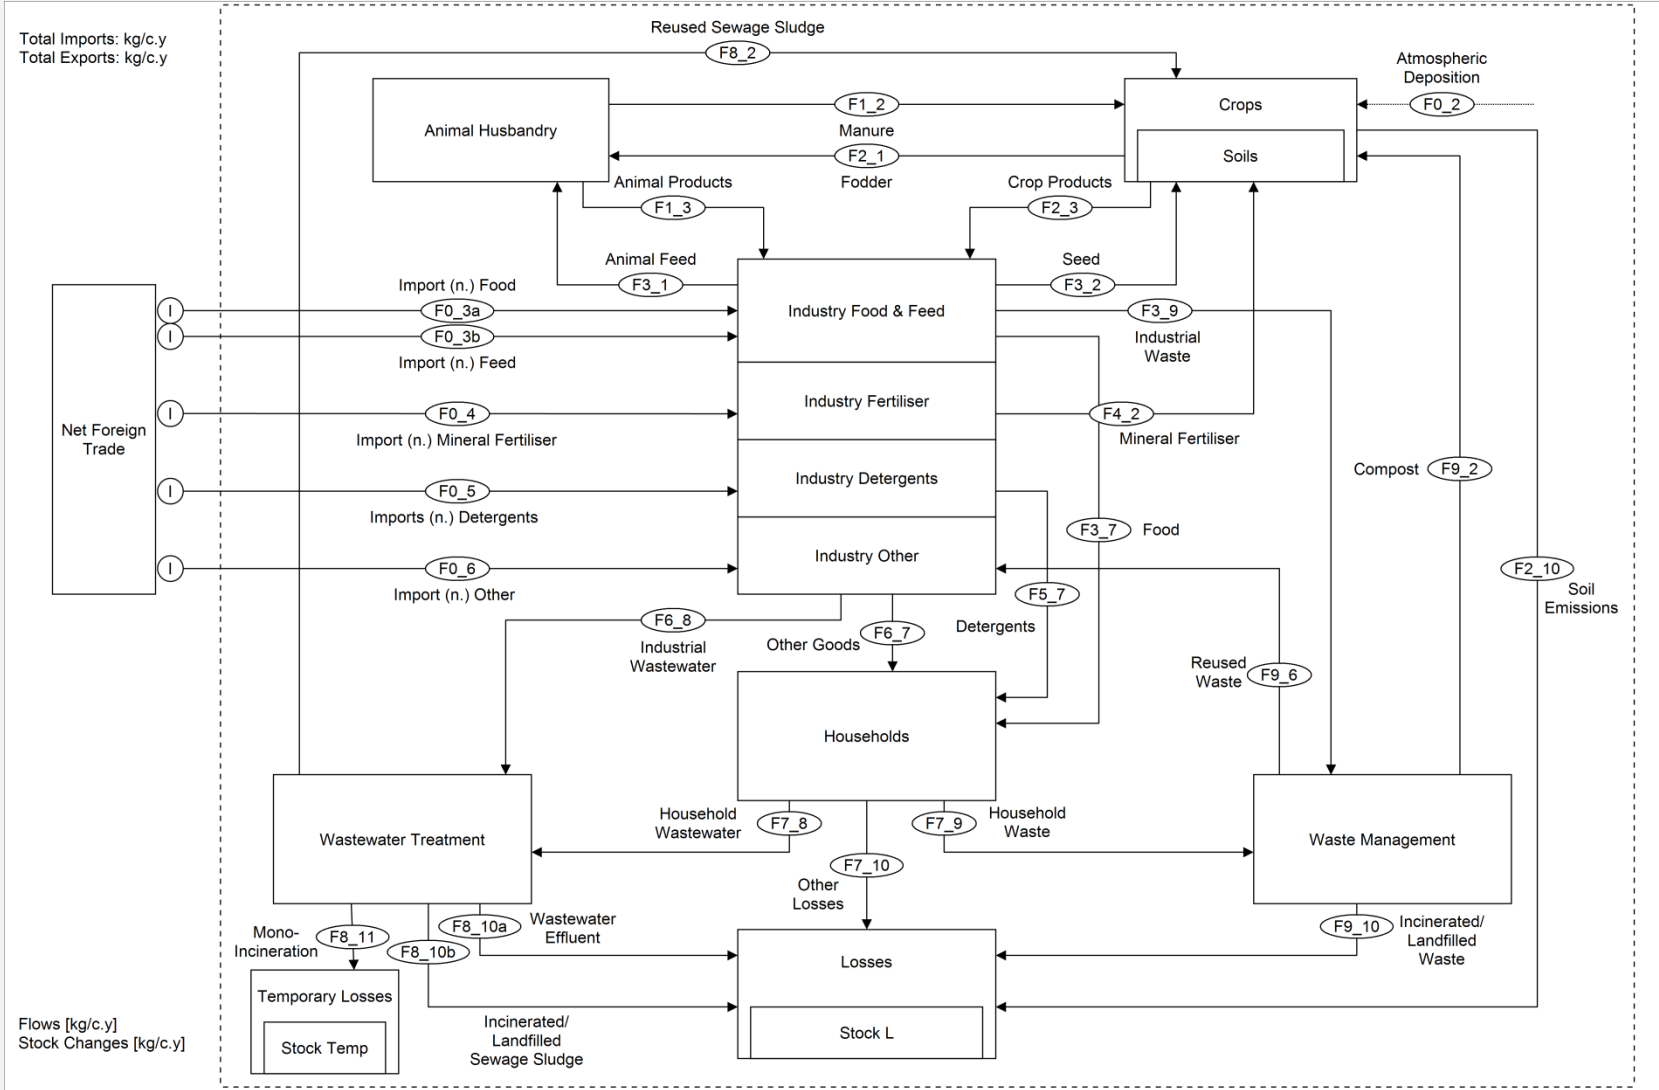 Total Imports: kg/c.y
Total Exports: kg/c.y
Reused Sewage Sludge
F8_2
Atmospheric
Deposition
F0_2
Animal Husbandry
F1_2
Manure
F2_1
Fodder
Crops
Soils
Animal Products
F1_3
Crop Products
F2_3
Animal Feed
F3_1
Seed
F3_2
Net Foreign
Trade
I
Import (n.) Food
F0_3a
I
F0_3b
Import (n.) Feed
I
F0_4
Import (n.) Mineral Fertiliser
I
F0_5
Imports (n.) Detergents
I
F0_6
Import (n.) Other
Industry Food & Feed
Industry Fertiliser
Industry Detergents
Industry Other
F3_9
Industrial
Waste
F4_2
Mineral Fertiliser
Compost
F9_2
F3_7
Food
F2_10
Soil
Emissions
F5_7
Detergents
F6_8
Industrial
Wastewater
F6_7
Other Goods
Reused
Waste
F9_6
Households
Wastewater Treatment
Household
Wastewater
F7_8
F7_9
Household
Waste
F7_10
Other
Losses
Waste Management
Mono-
Incineration
F8_11
F8_10b
F8_10a
Wastewater
Effluent
F9_10
Incinerated/
Landfilled
Waste
Losses
Stock L
Temporary Losses
Stock Temp
Incinerated/
Landfilled
Sewage Sludge
Flows [kg/c.y]
Stock Changes [kg/c.y]